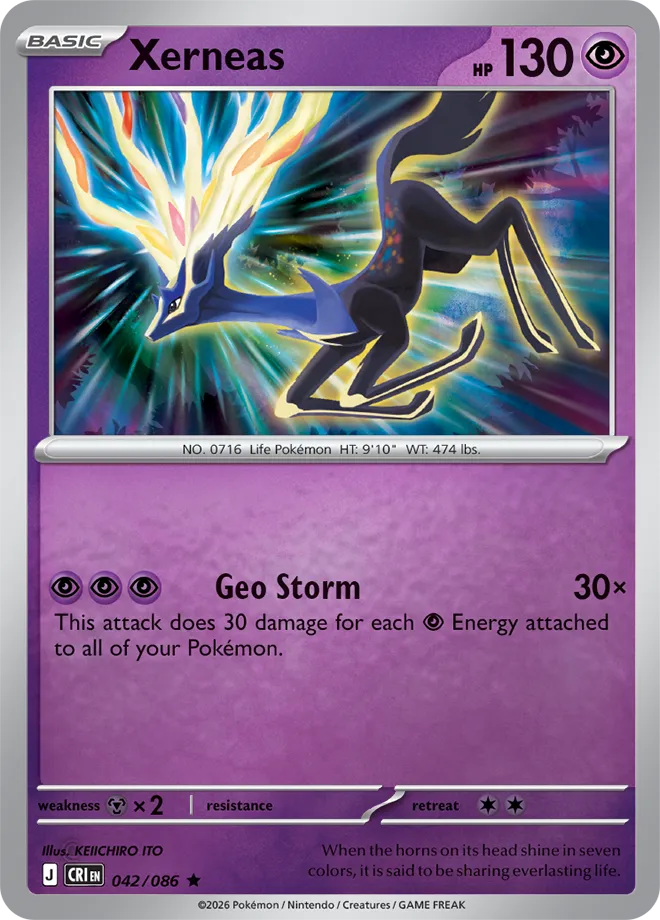 BASIC
Xerneas
HP 130
NO. 0716 Life Pokémon HT: 9'10" WT: 474 lbs.
Geo Storm 30×
This attack does 30 damage for each Energy attached
to all of your Pokémon.
weakness ×2 resistance retreat
Illus. KEIICHIRO ITO
When the horns on its head shine in seven
colors, it is said to be sharing everlasting life.
J CRI EN 042/086 ★
©2026 Pokémon / Nintendo / Creatures / GAME FREAK